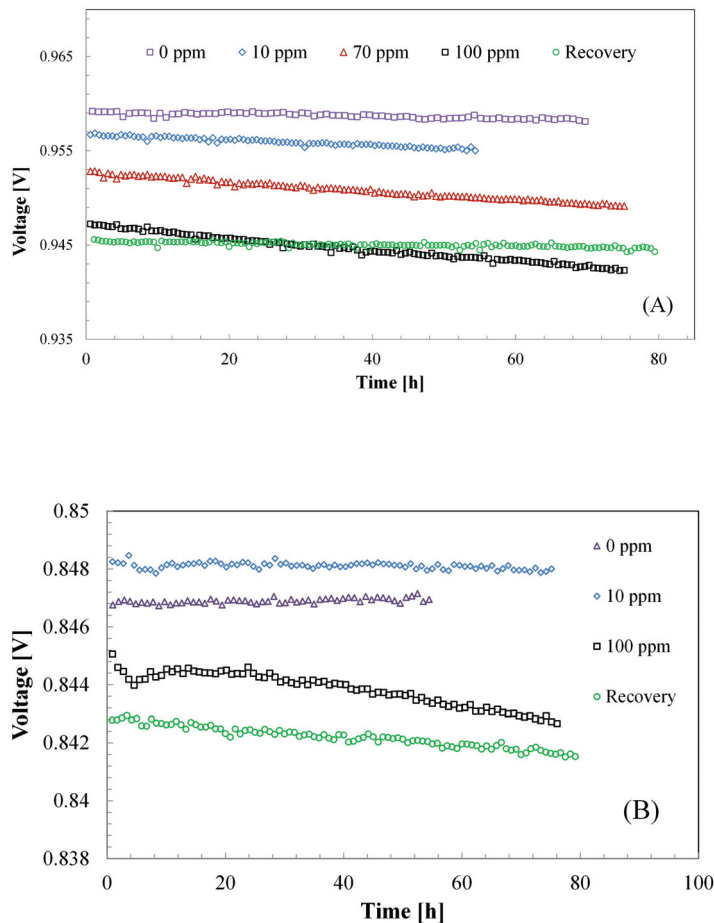 0.965
0 ppm 10 ppm 70 ppm 100 ppm Recovery
0.955
Voltage [V]
0.945
(A)
0.935
0 20 40 60 80
Time [h]
0.85
0 ppm
0.848
10 ppm
0.846
100 ppm
Voltage [V]
0.844
Recovery
0.842
0.84
(B)
0.838
0 20 40 60 80 100
Time [h]